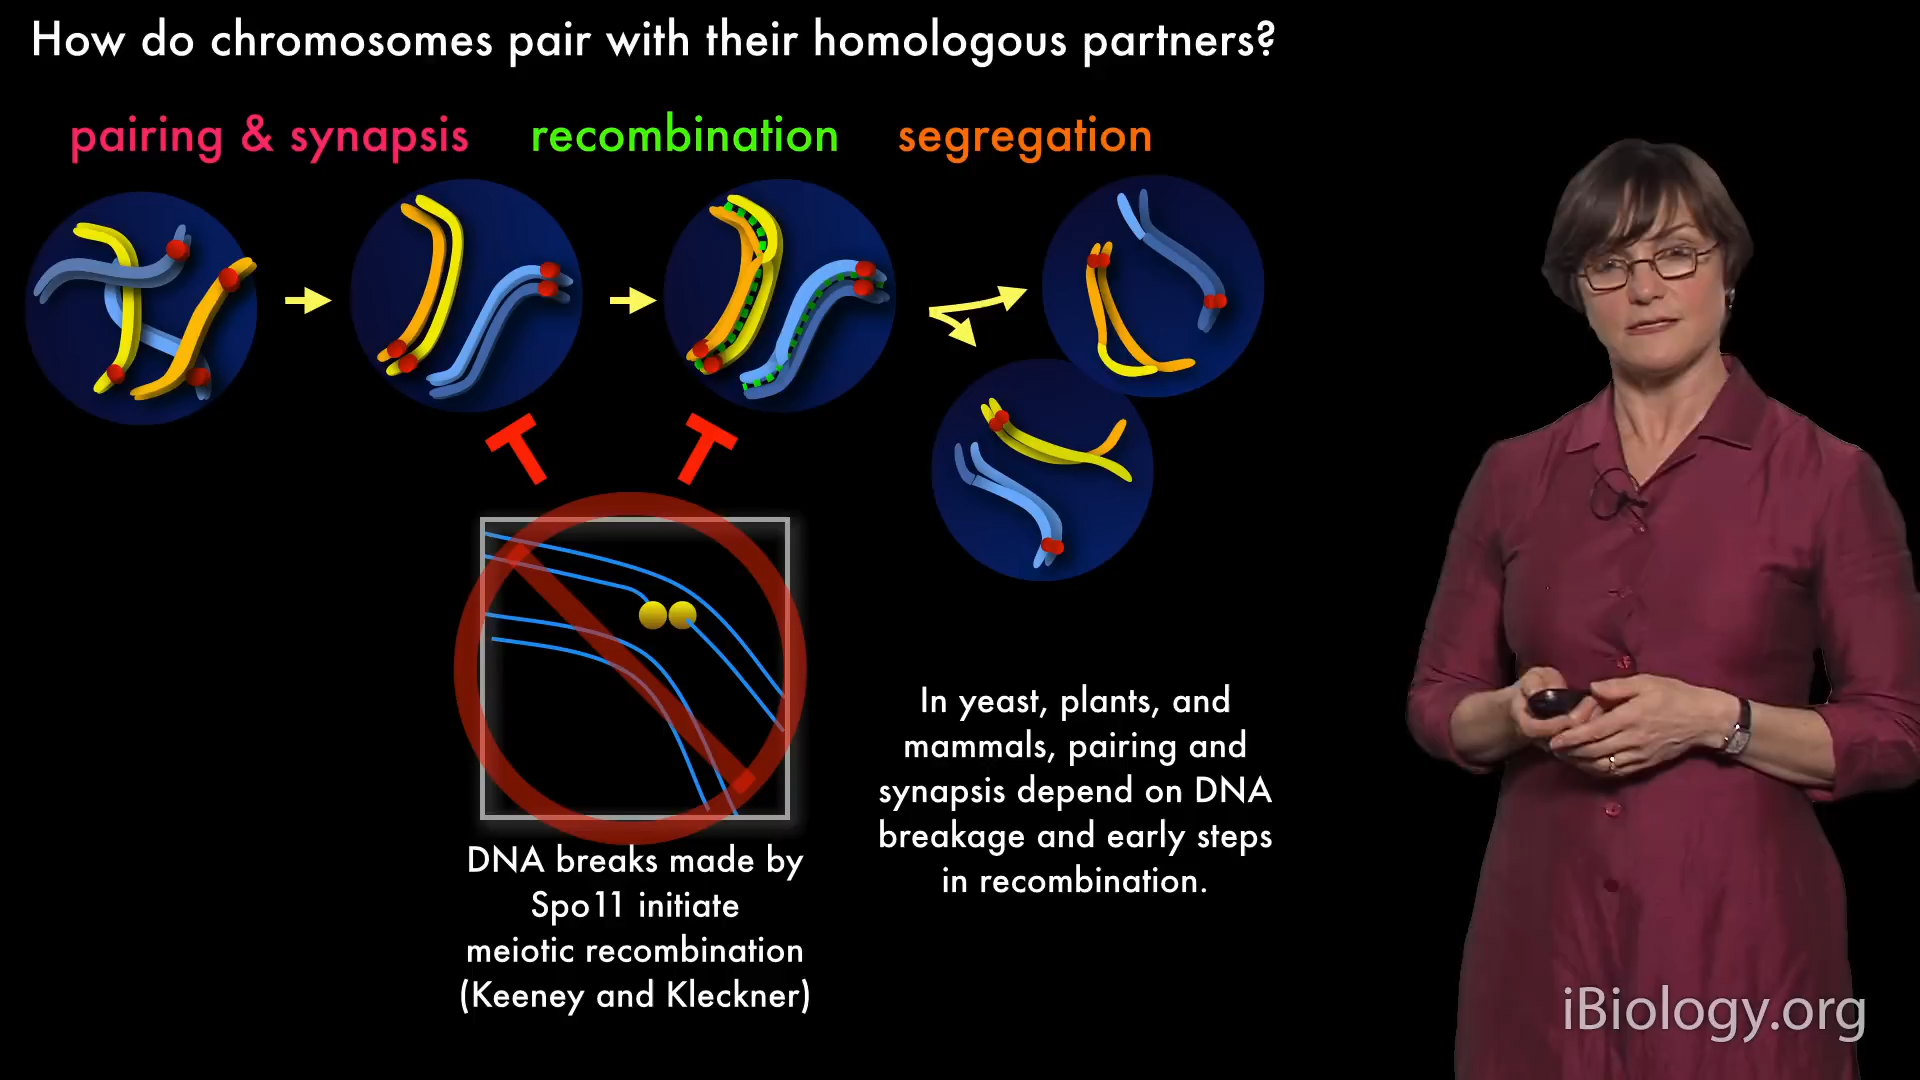 How do chromosomes pair with their homologous partners?
pairing & synapsis
recombination
segregation
DNA breaks made by
Spo11 initiate
meiotic recombination
(Keeney and Kleckner)
In yeast, plants, and
mammals, pairing and
synapsis depend on DNA
breakage and early steps
in recombination.
iBiology.org